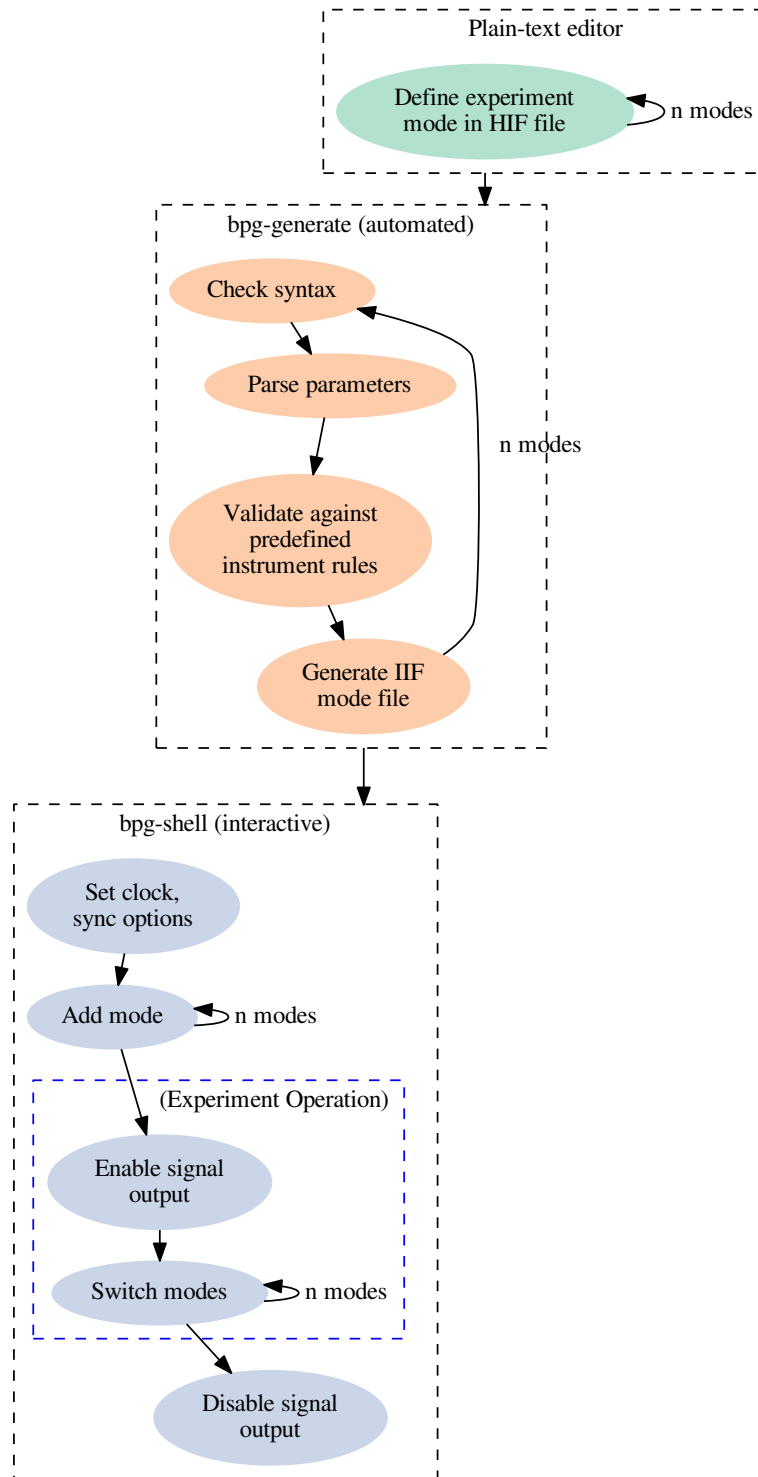 Plain-text editor
Define experiment
mode in HIF file
n modes
bpg-generate (automated)
Check syntax
Parse parameters
n modes
Validate against
predefined
instrument rules
Generate IIF
mode file
bpg-shell (interactive)
Set clock,
sync options
Add mode
n modes
(Experiment Operation)
Enable signal
output
Switch modes
n modes
Disable signal
output